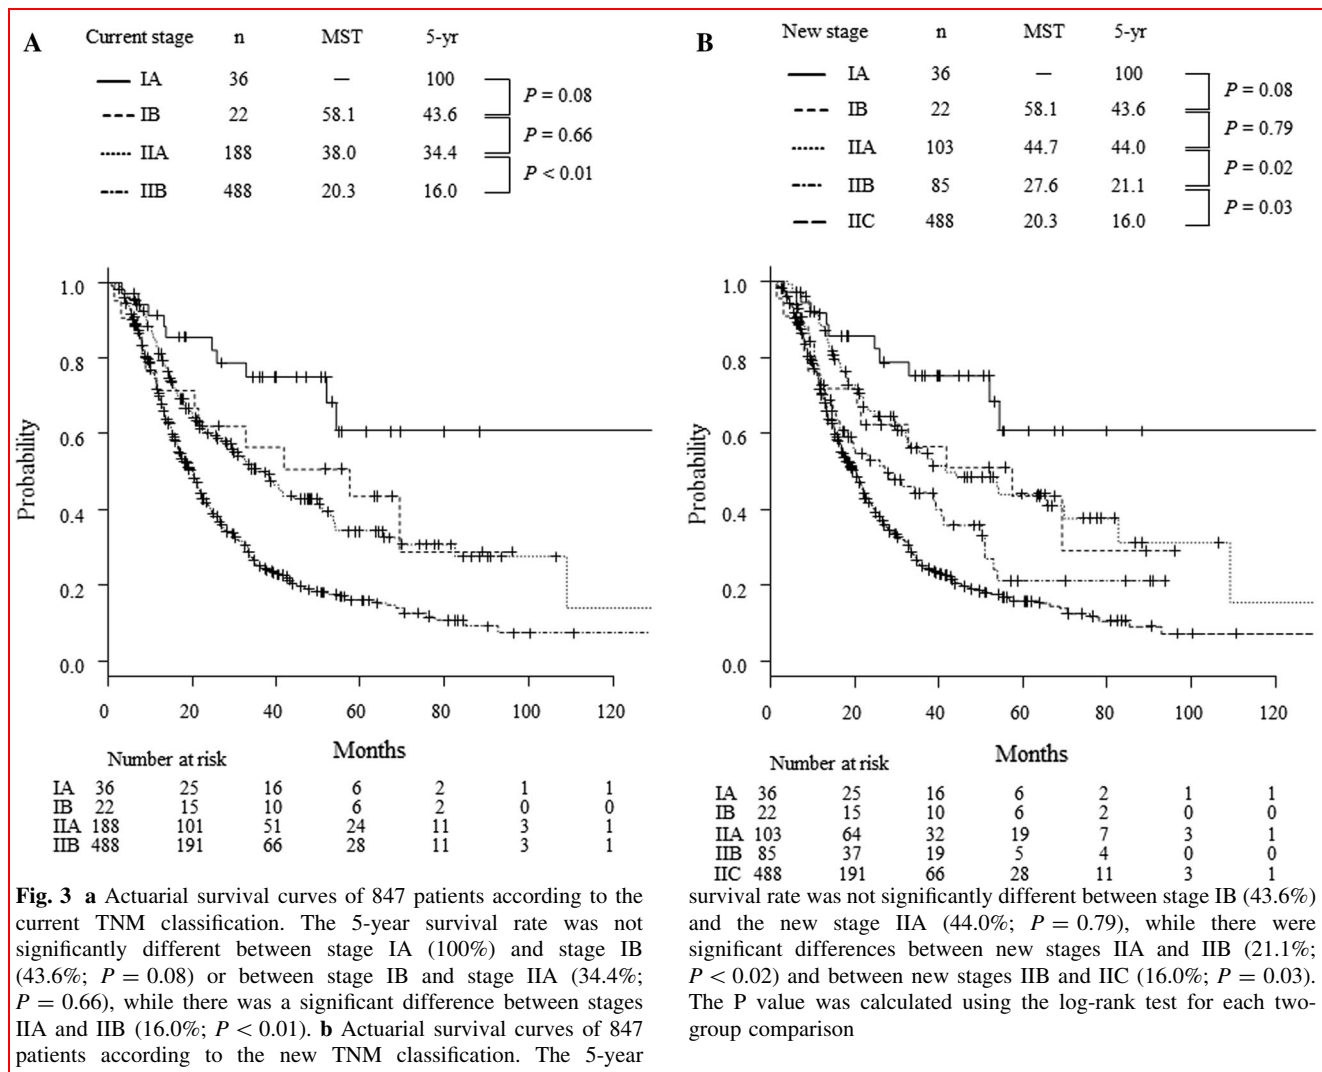 A
Current stage n MST 5-yr
IA 36 — 100
P = 0.08
IB 22 58.1 43.6
P = 0.66
IIA 188 38.0 34.4
P < 0.01
IIB 488 20.3 16.0
1.0
0.8
0.6
0.4
0.2
0.0
Probability
0 20 40 60 80 100 120
Months
Number at risk
IA 36 25 16 6 2 1 1
IB 22 15 10 6 2 0 0
IIA 188 101 51 24 11 3 1
IIB 488 191 66 28 11 3 1
B
New stage n MST 5-yr
IA 36 — 100
P = 0.08
IB 22 58.1 43.6
P = 0.79
IIA 103 44.7 44.0
P = 0.02
IIB 85 27.6 21.1
P = 0.03
IIC 488 20.3 16.0
1.0
0.8
0.6
0.4
0.2
0.0
Probability
0 20 40 60 80 100 120
Months
Number at risk
IA 36 25 16 6 2 1 1
IB 22 15 10 6 2 0 0
IIA 103 64 32 19 7 3 1
IIB 85 37 19 5 4 0 0
IIC 488 191 66 28 11 3 1
Fig. 3 a Actuarial survival curves of 847 patients according to the
current TNM classification. The 5-year survival rate was not
significantly different between stage IA (100%) and stage IB
(43.6%; P = 0.08) or between stage IB and stage IIA (34.4%;
P = 0.66), while there was a significant difference between stages
IIA and IIB (16.0%; P < 0.01). b Actuarial survival curves of 847
patients according to the new TNM classification. The 5-year
survival rate was not significantly different between stage IB (43.6%)
and the new stage IIA (44.0%; P = 0.79), while there were
significant differences between new stages IIA and IIB (21.1%;
P < 0.02) and between new stages IIB and IIC (16.0%; P = 0.03).
The P value was calculated using the log-rank test for each two-
group comparison